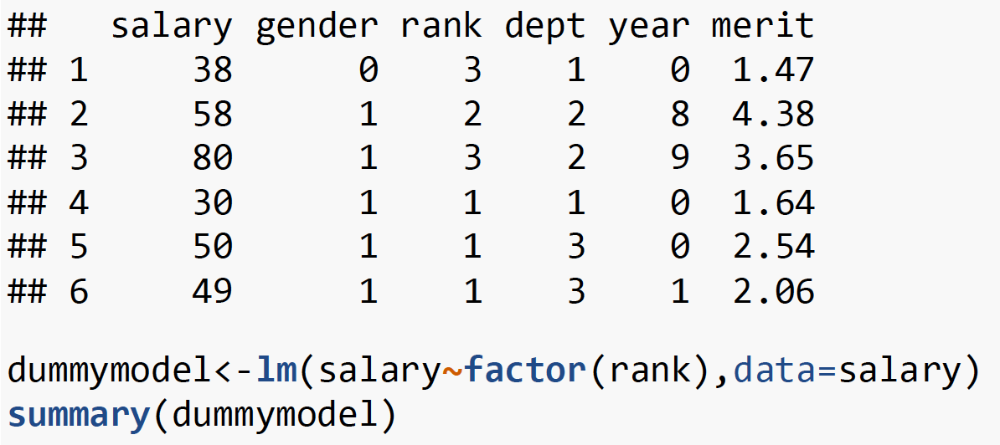 ##   salary gender rank dept year merit
## 1     38      0    3    1    0  1.47
## 2     58      1    2    2    8  4.38
## 3     80      1    3    2    9  3.65
## 4     30      1    1    1    0  1.64
## 5     50      1    1    3    0  2.54
## 6     49      1    1    3    1  2.06
dummymodel<-lm(salary~factor(rank),data=salary)
summary(dummymodel)